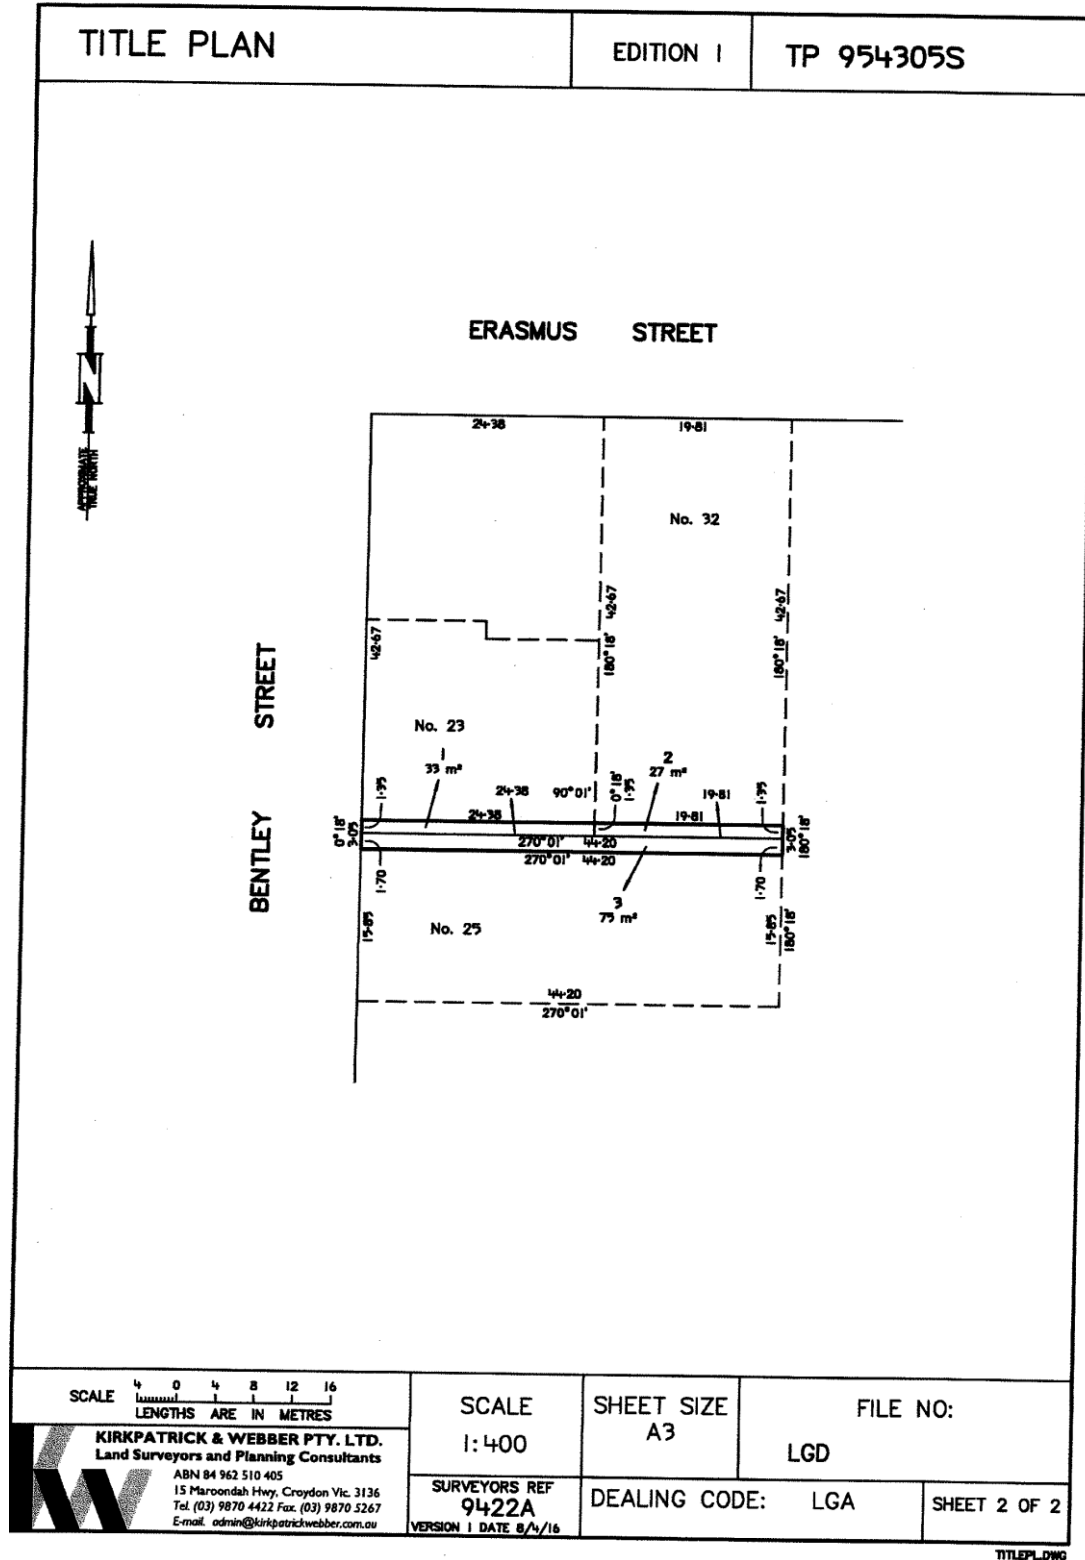 TITLE PLAN
EDITION 1
TP 954305S
ERASMUS STREET
APPROXIMATE
TRUE NORTH
24·38
19·81
No. 32
42·67
180° 18'
42·67
180° 18'
42·67
BENTLEY STREET
No. 23
1
33 m²
2
27 m²
1·35
24·38
90° 01'
0° 18'
1·35
19·81
1·35
24·38
19·81
0° 18'
3·05
270° 01' 44·20
270° 01' 44·20
3·05
180° 18'
1·70
1·70
3
75 m²
15·85
No. 25
15·85
180° 18'
44·20
270° 01'
SCALE
4 0 4 8 12 16
LENGTHS ARE IN METRES
KIRKPATRICK & WEBBER PTY. LTD.
Land Surveyors and Planning Consultants
ABN 84 962 510 405
15 Maroondah Hwy, Croydon Vic. 3136
Tel. (03) 9870 4422 Fax. (03) 9870 5267
E-mail. admin@kirkpatrickwebber.com.au
SCALE
1:400
SURVEYORS REF
9422A
VERSION 1 DATE 8/4/16
SHEET SIZE
A3
FILE NO:
LGD
DEALING CODE: LGA
SHEET 2 OF 2
TITLEPL.DWG